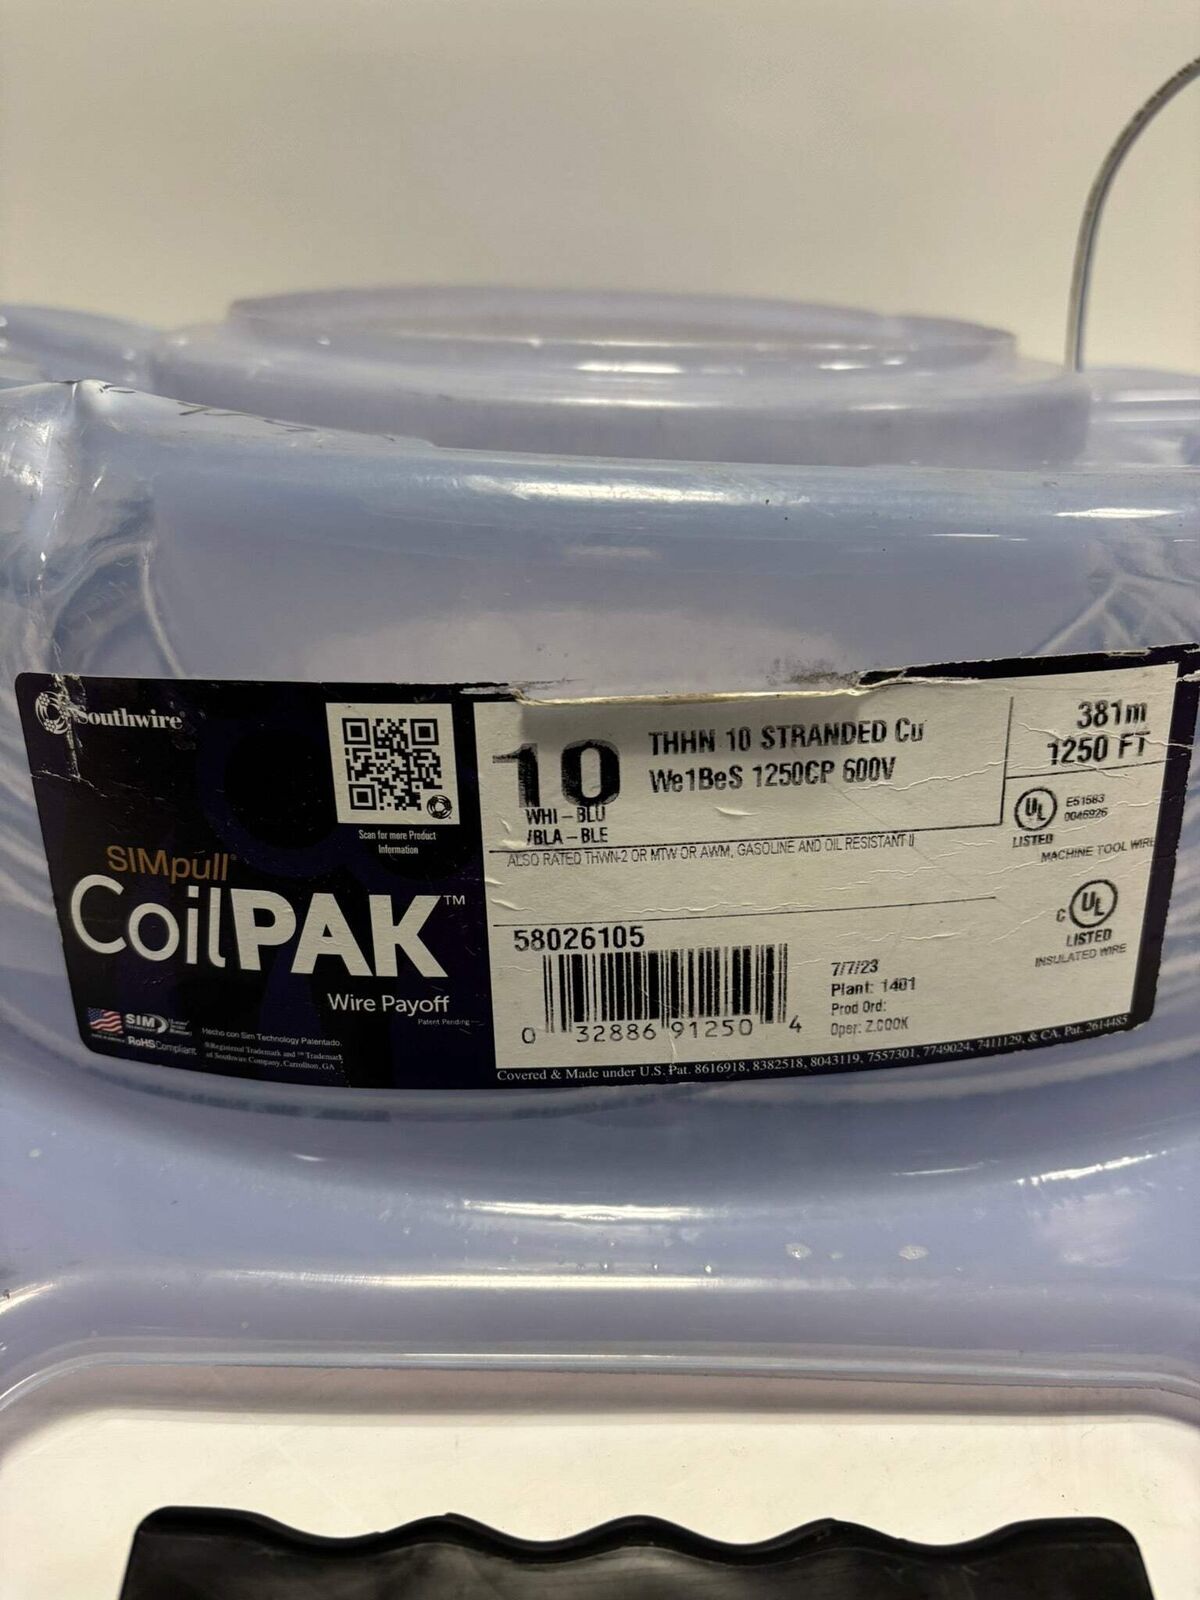 Southwire®
Scan for more Product
Information
SIMpull®
CoilPAK™
Wire Payoff
Patent Pending
SIM
RoHS Compliant
Hecho con Sim Technology Patentado.
®Registered Trademark and ™ Trademark
of Southwire Company, Carrollton, GA
10
WHI-BLU
/BLA-BLE
THHN 10 STRANDED Cu
We1BeS 1250CP 600V
381m
1250 FT
ALSO RATED THWN-2 OR MTW OR AWM, GASOLINE AND OIL RESISTANT II
UL
LISTED
E51583
0046926
MACHINE TOOL WIRE
C UL
LISTED
INSULATED WIRE
58026105
0 32886 91250 4
7/7/23
Plant: 1401
Prod Ord:
Oper: Z.COOK
Covered & Made under U.S. Pat. 8616918, 8382518, 8043119, 7557301, 7749024, 7411129, & CA. Pat. 2614485